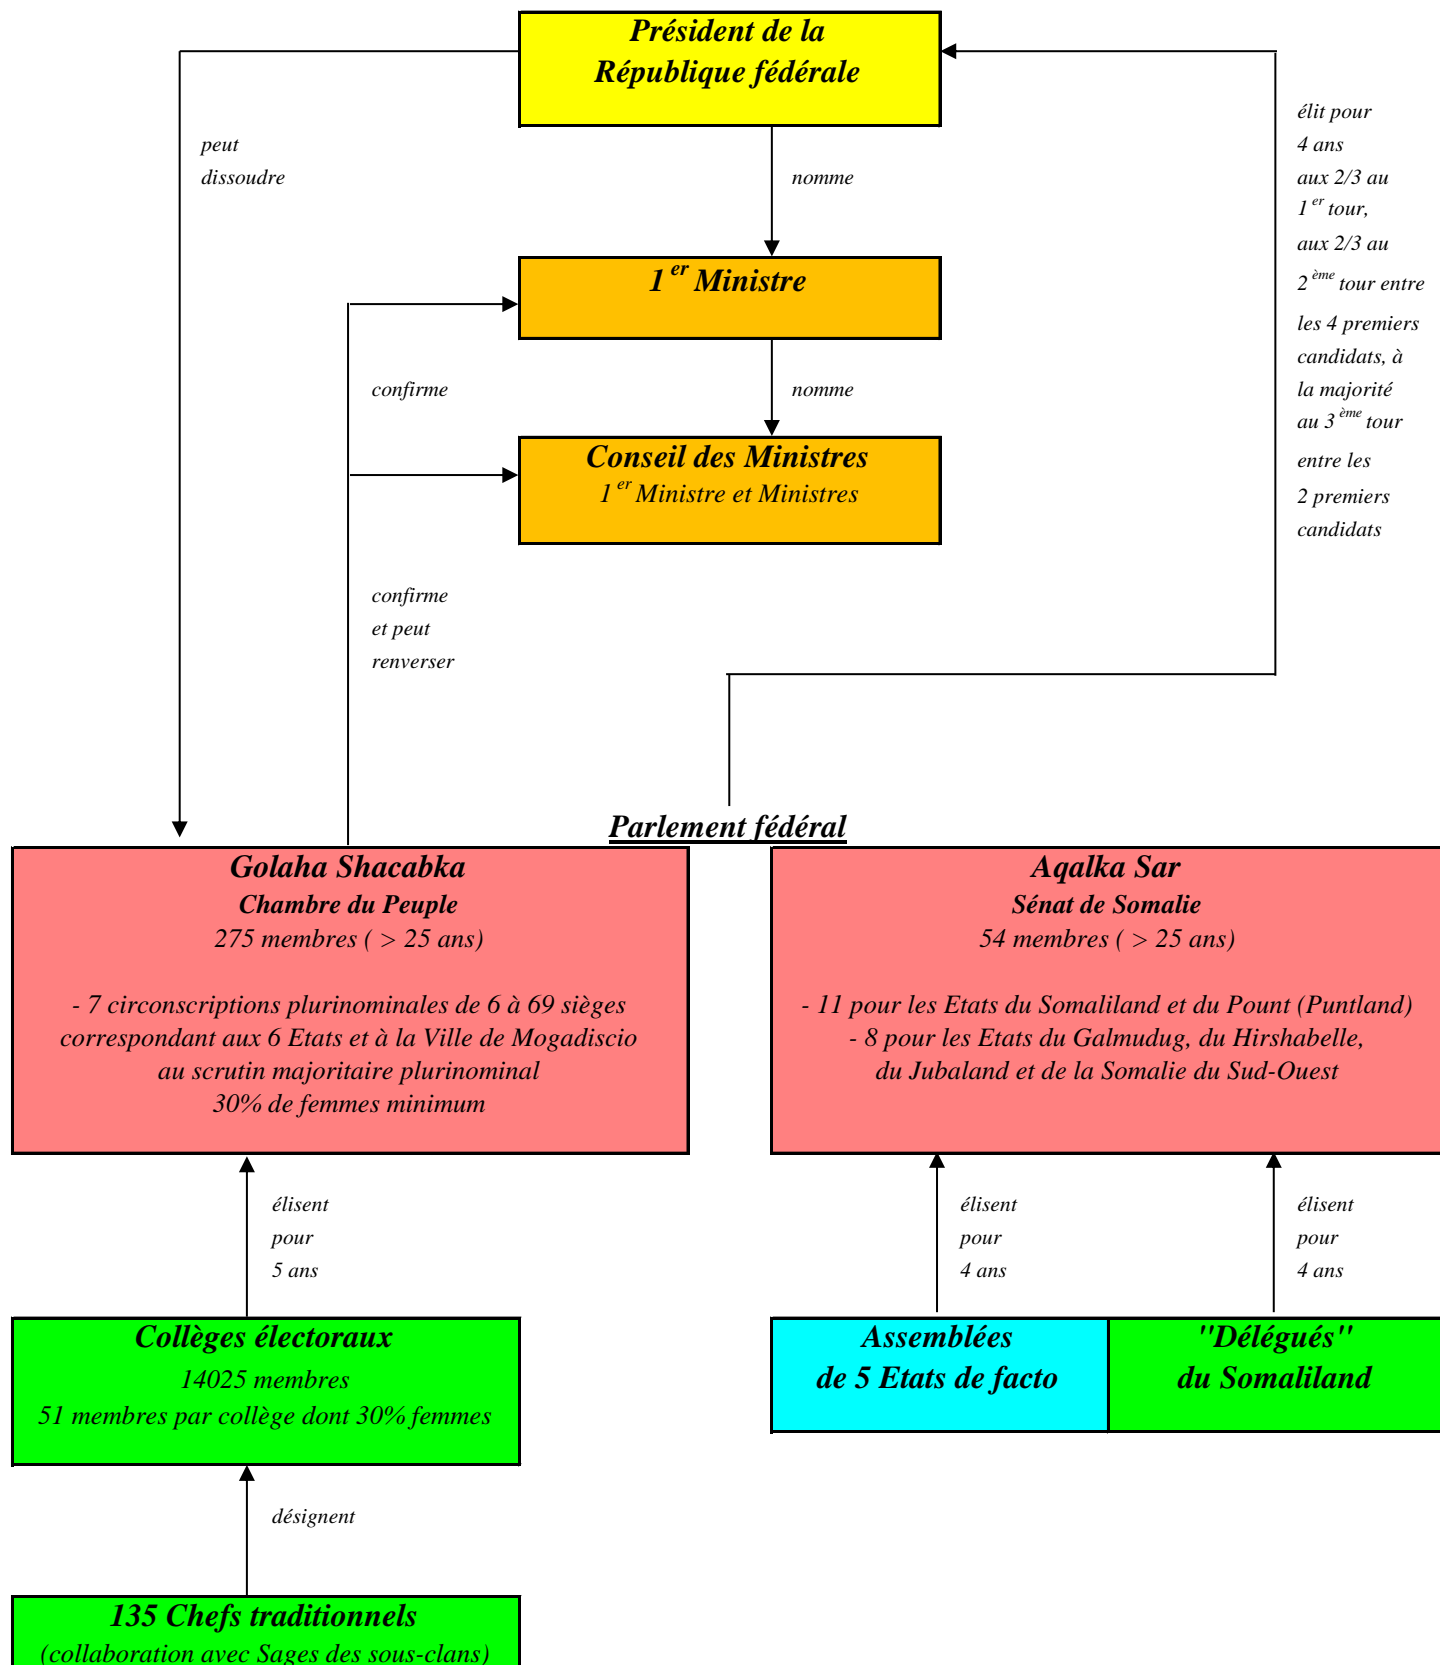 Président de la
République fédérale
peut
dissoudre
nomme
élit pour
4 ans
aux 2/3 au
1er tour,
aux 2/3 au
2ème tour entre
les 4 premiers
candidats, à
la majorité
au 3ème tour
entre les
2 premiers
candidats
1er Ministre
confirme
nomme
Conseil des Ministres
1er Ministre et Ministres
confirme
et peut
renverser
Parlement fédéral
Golaha Shacabka
Chambre du Peuple
275 membres ( > 25 ans)
- 7 circonscriptions plurinominales de 6 à 69 sièges
correspondant aux 6 Etats et à la Ville de Mogadiscio
au scrutin majoritaire plurinominal
30% de femmes minimum
Aqalka Sar
Sénat de Somalie
54 membres ( > 25 ans)
- 11 pour les Etats du Somaliland et du Pount (Puntland)
- 8 pour les Etats du Galmudug, du Hirshabelle,
du Jubaland et de la Somalie du Sud-Ouest
élisent
pour
5 ans
élisent
pour
4 ans
élisent
pour
4 ans
Collèges électoraux
14025 membres
51 membres par collège dont 30% femmes
Assemblées
de 5 Etats de facto
"Délégués"
du Somaliland
désignent
135 Chefs traditionnels
(collaboration avec Sages des sous-clans)